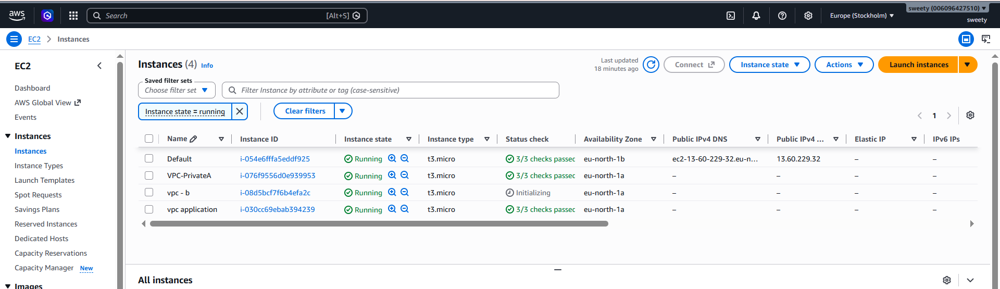 aws
Search [Alt+S]
Europe (Stockholm)
sweety (006096427510)
sweety
EC2 Instances
EC2
Dashboard
AWS Global View
Events
Instances
Instances
Instance Types
Launch Templates
Spot Requests
Savings Plans
Reserved Instances
Dedicated Hosts
Capacity Reservations
Capacity Manager New
Images
Instances (4) Info
Last updated
18 minutes ago
Connect
Instance state
Actions
Launch instances
Saved filter sets
Choose filter set
Filter Instance by attribute or tag (case-sensitive)
Instance state = running
Clear filters
1
Name Instance ID Instance state Instance type Status check Availability Zone Public IPv4 DNS Public IPv4 ... Elastic IP IPv6 IPs
Default i-054e6fffa5eddf925 Running t3.micro 3/3 checks passed eu-north-1b ec2-13-60-229-32.eu-n... 13.60.229.32 – –
VPC-PrivateA i-076f9556d0e939953 Running t3.micro 3/3 checks passed eu-north-1a – – – –
vpc - b i-08d5bcf7f6b4efa2c Running t3.micro Initializing eu-north-1a – – – –
vpc application i-030cc69ebab394239 Running t3.micro 3/3 checks passed eu-north-1a – – – –
All instances